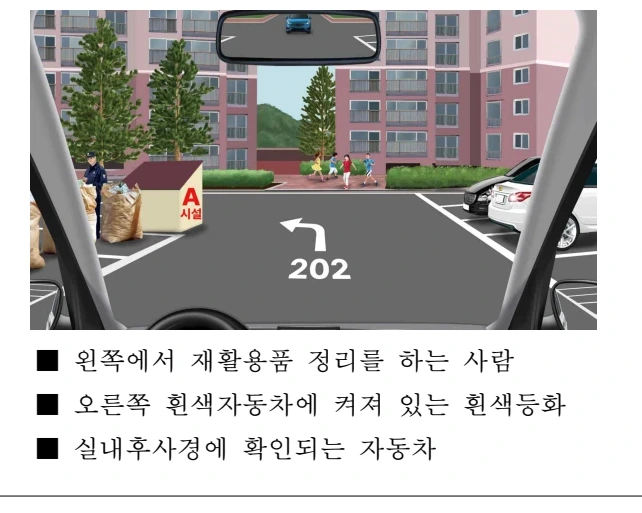 A
시설
202
■ 왼쪽에서 재활용품 정리를 하는 사람
■ 오른쪽 흰색자동차에 켜져 있는 흰색등화
■ 실내후사경에 확인되는 자동차